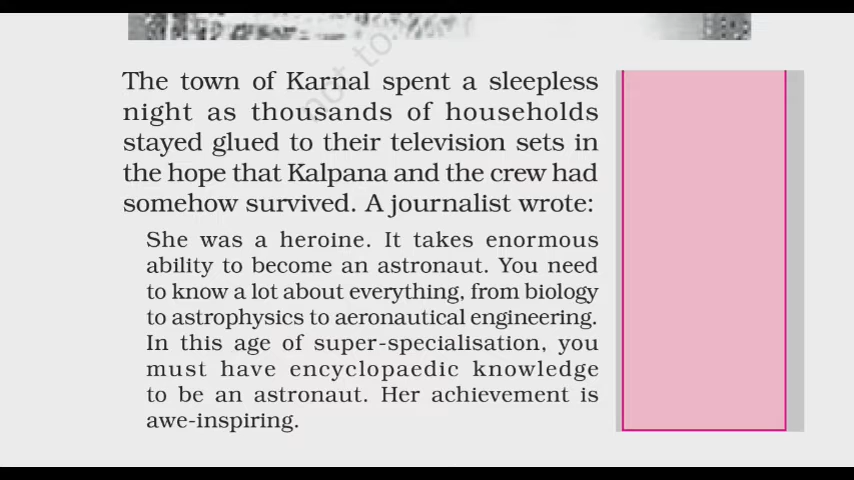 not to
The town of Karnal spent a sleepless
night as thousands of households
stayed glued to their television sets in
the hope that Kalpana and the crew had
somehow survived. A journalist wrote:
She was a heroine. It takes enormous
ability to become an astronaut. You need
to know a lot about everything, from biology
to astrophysics to aeronautical engineering.
In this age of super-specialisation, you
must have encyclopaedic knowledge
to be an astronaut. Her achievement is
awe-inspiring.